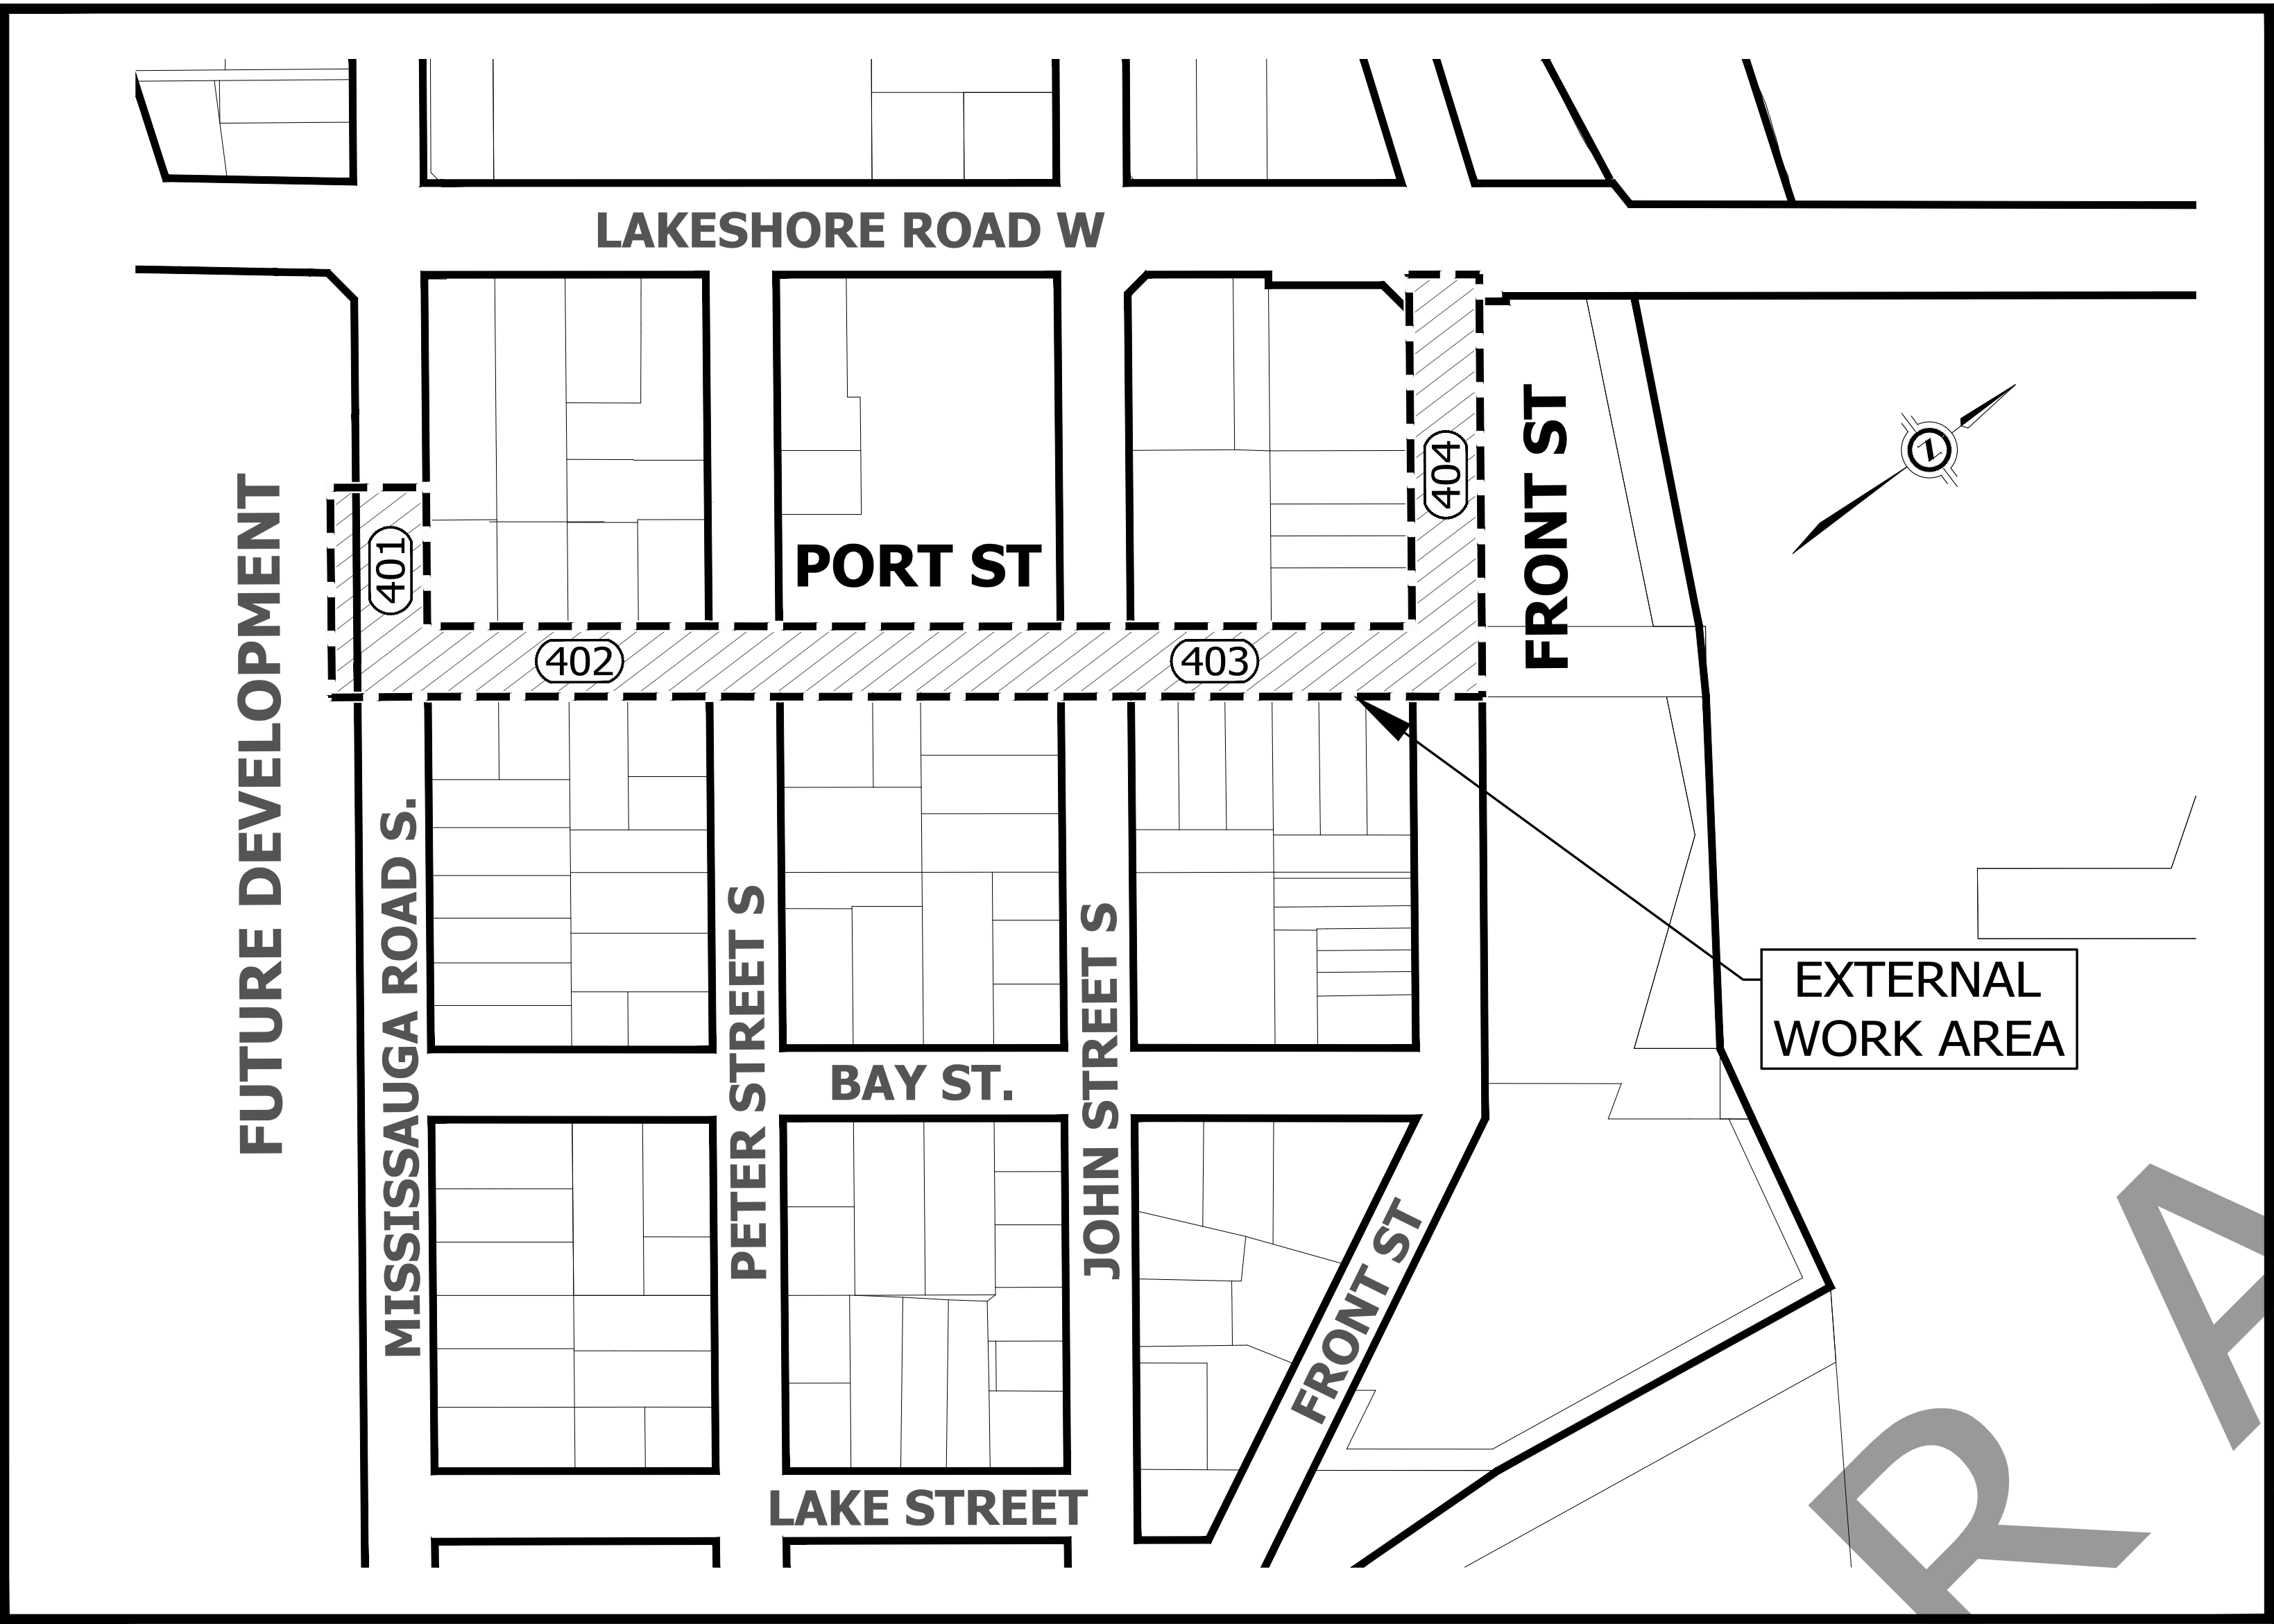 LAKESHORE ROAD W
FUTURE DEVELOPMENT
401
PORT ST
404
FRONT ST
N
402
403
MISSISSAUGA ROAD S.
PETER STREET S
JOHN STREET S
EXTERNAL
WORK AREA
BAY ST.
FRONT ST
LAKE STREET
R A